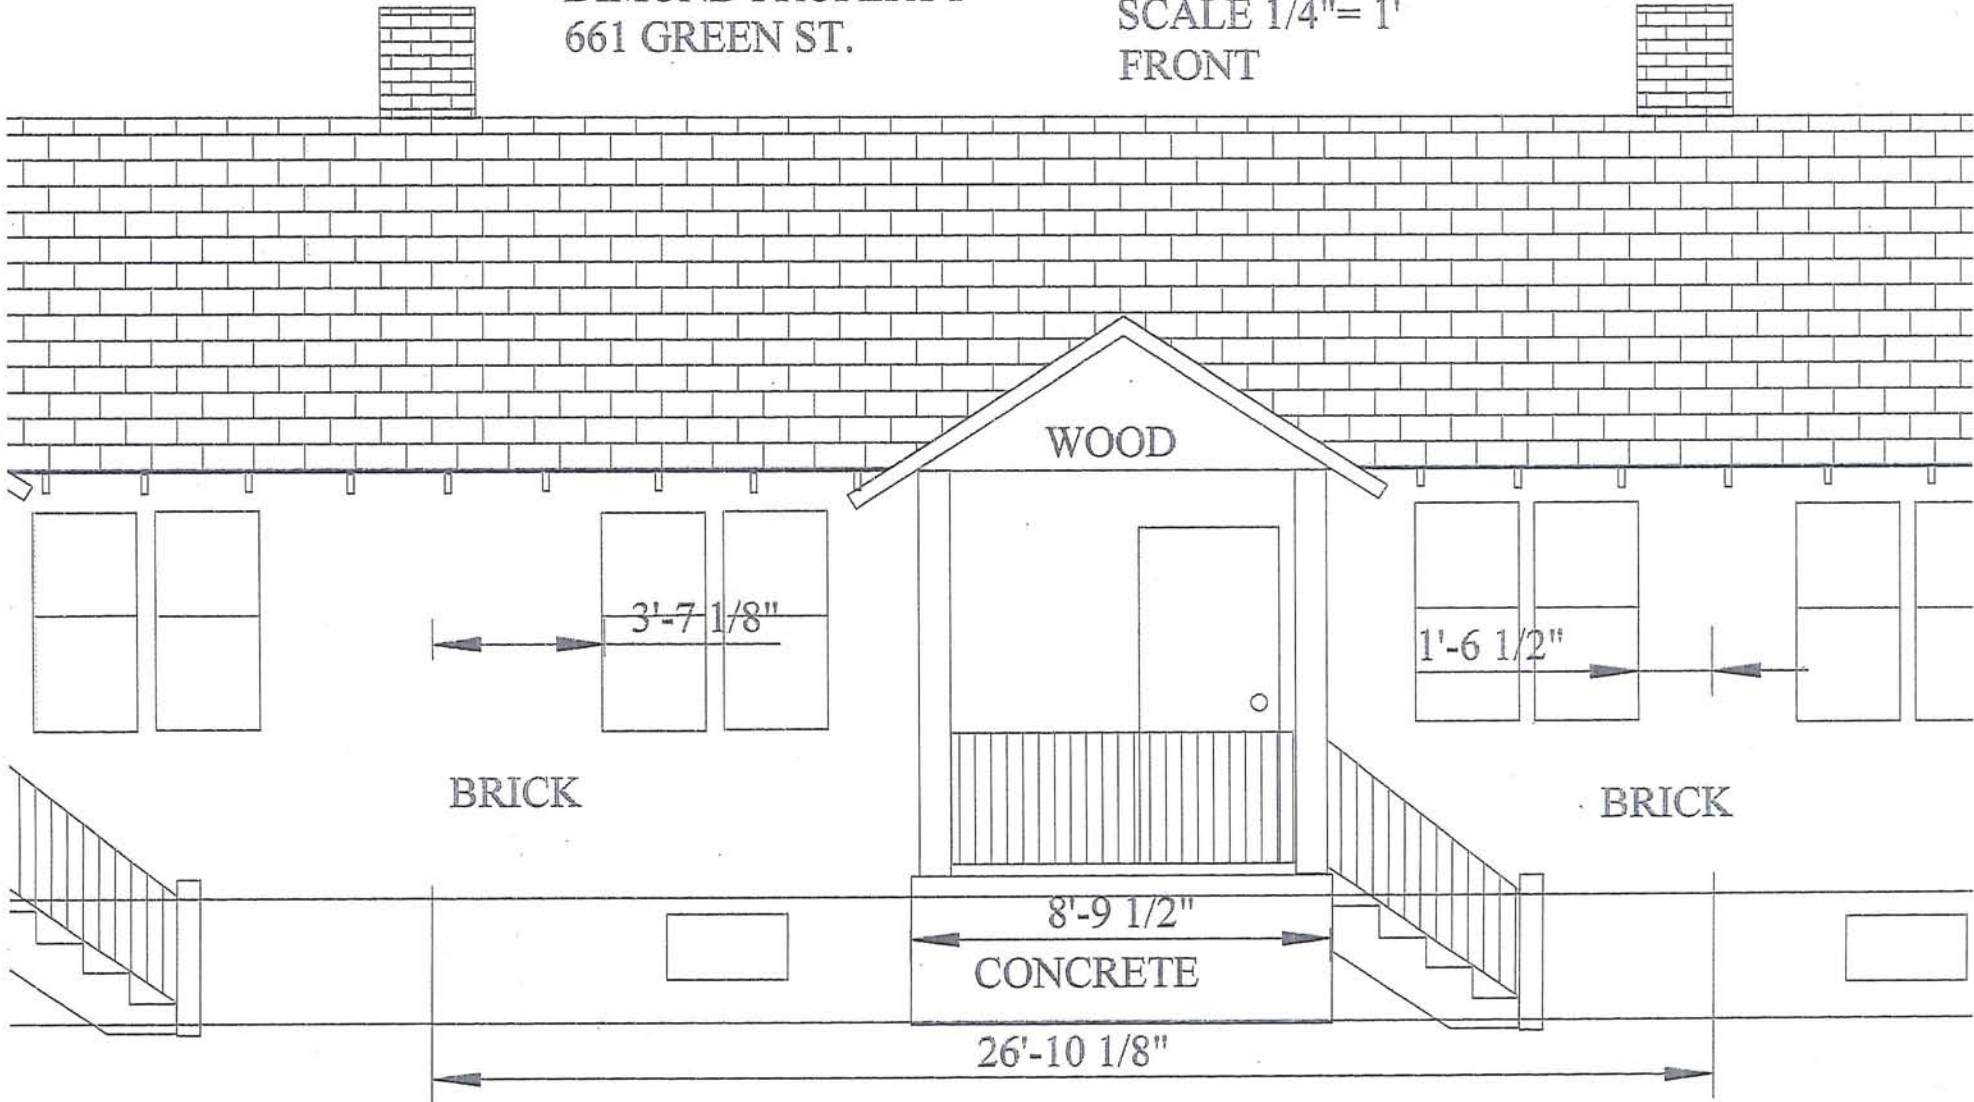 661 GREEN ST.
SCALE 1/4"= 1'
FRONT
WOOD
3'-7 1/8"
1'-6 1/2"
BRICK
BRICK
8'-9 1/2"
CONCRETE
26'-10 1/8"